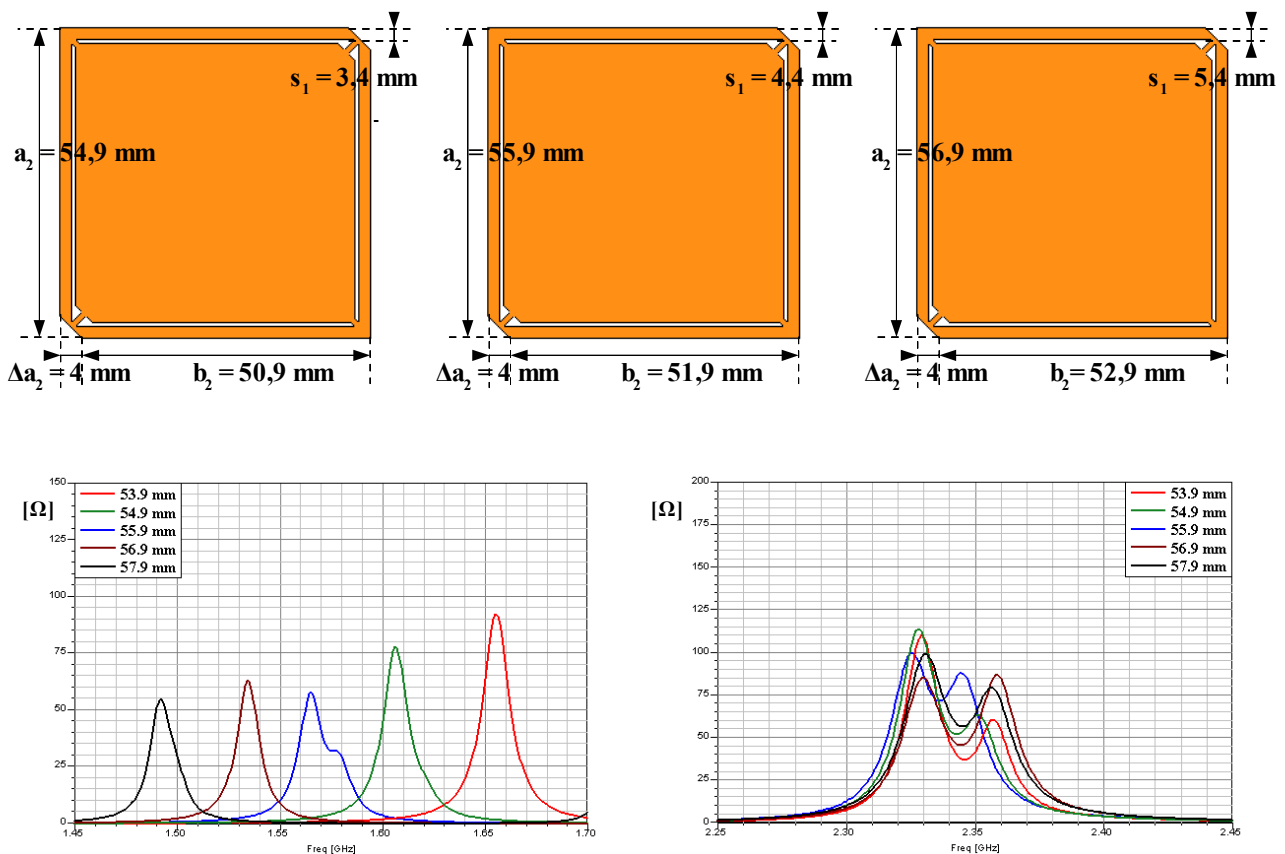 s1 = 3,4 mm
a2 = 54,9 mm
Δa2 = 4 mm b2 = 50,9 mm
s1 = 4,4 mm
a2 = 55,9 mm
Δa2 = 4 mm b2 = 51,9 mm
s1 = 5,4 mm
a2 = 56,9 mm
Δa2 = 4 mm b2 = 52,9 mm
[Ω]
150
125
100
75
50
25
0
53.9 mm
54.9 mm
55.9 mm
56.9 mm
57.9 mm
1.45 1.50 1.55 1.60 1.65 1.70
Freq [GHz]
[Ω]
200
175
150
125
100
75
50
25
0
53.9 mm
54.9 mm
55.9 mm
56.9 mm
57.9 mm
2.25 2.30 2.35 2.40 2.45
Freq [GHz]